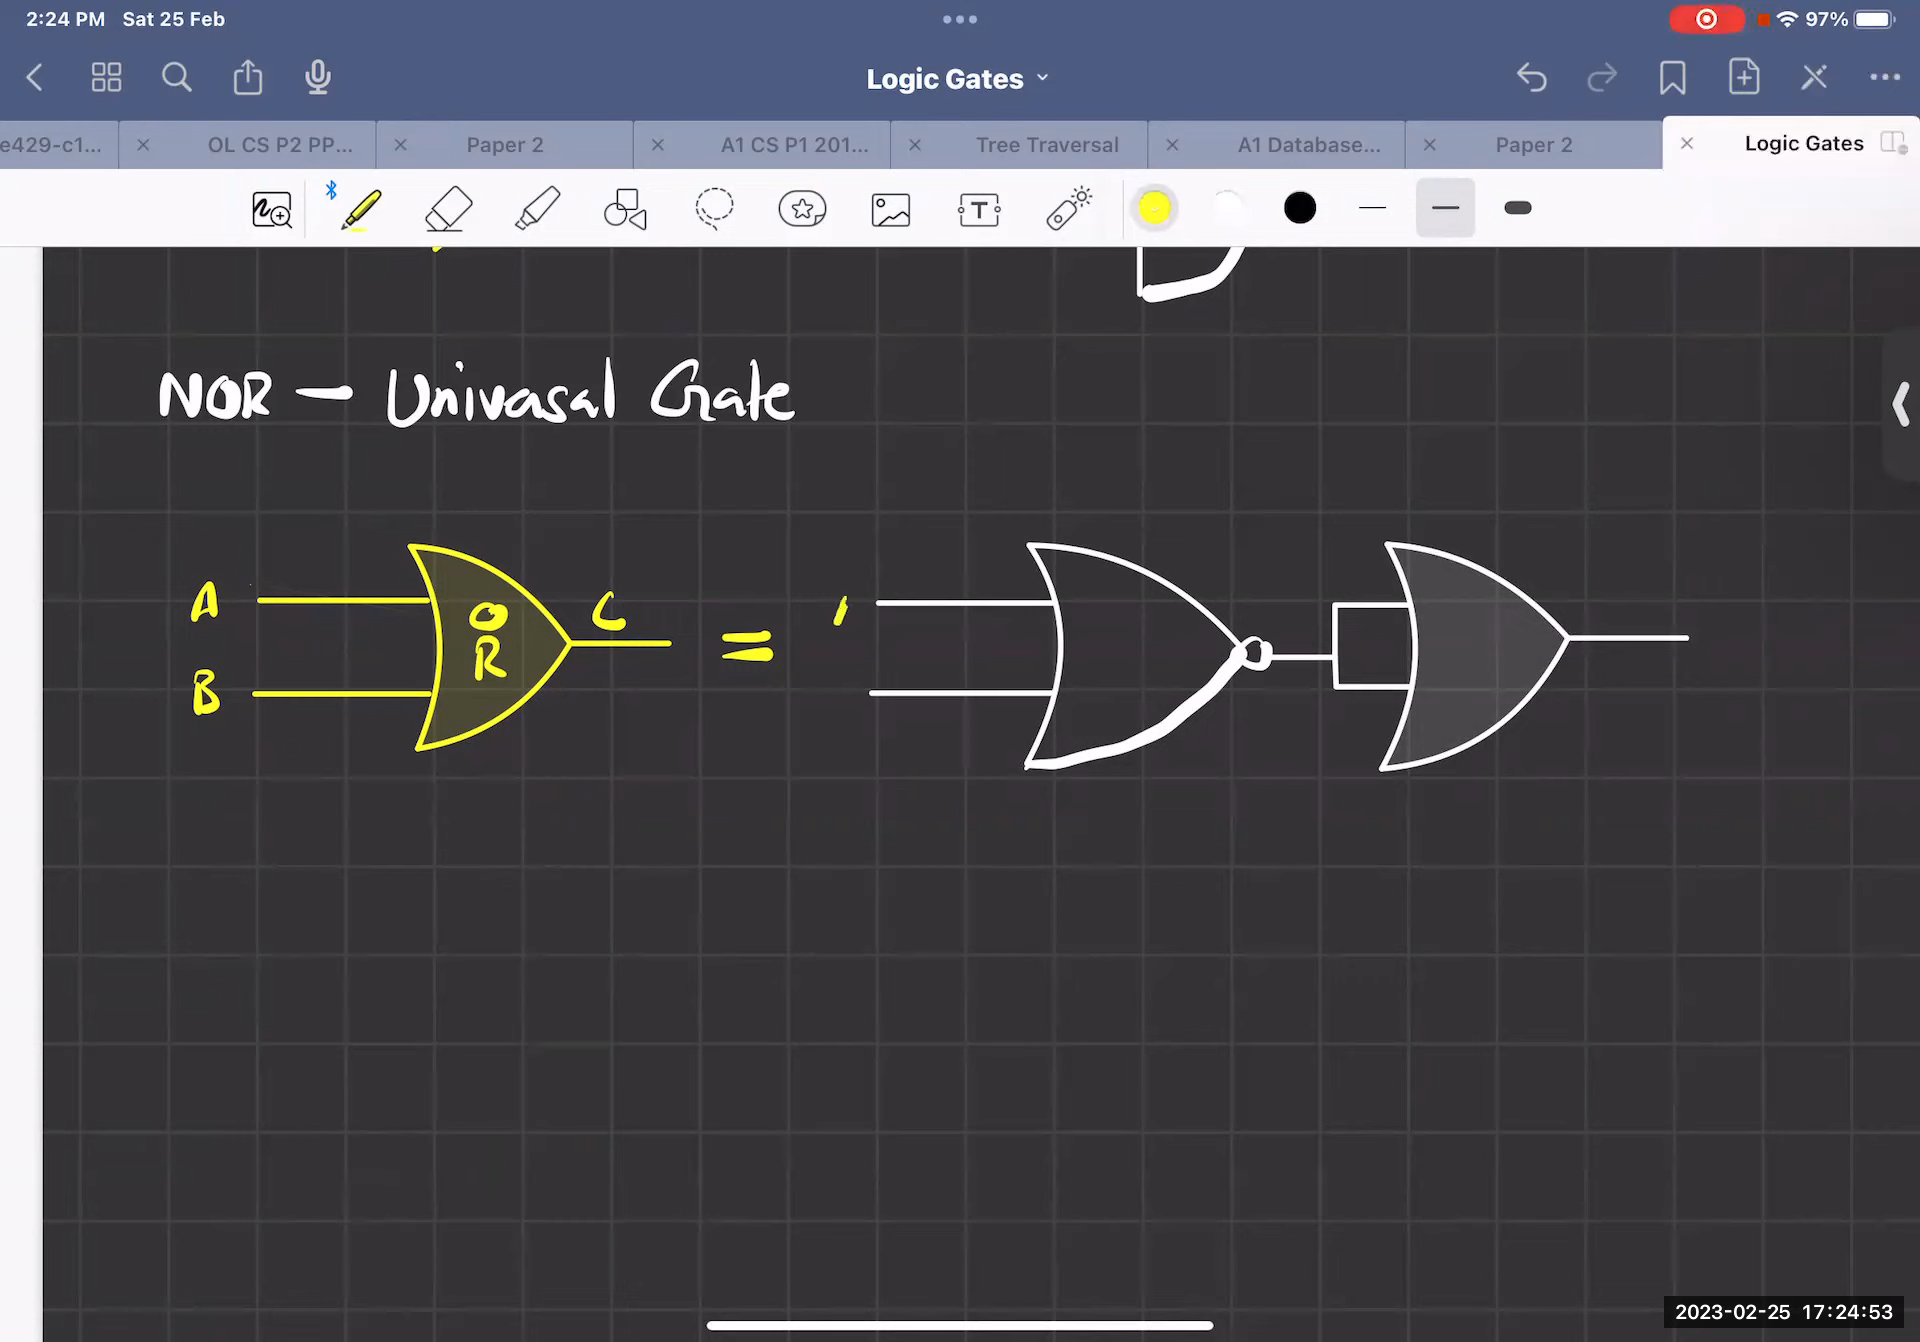 2:24 PM Sat 25 Feb
97%
Logic Gates
e429-c1...
OL CS P2 PP...
Paper 2
A1 CS P1 201...
Tree Traversal
A1 Database...
Paper 2
Logic Gates
T
NOR — Univasal Gate
A
B
O
R
C
=
2023-02-25 17:24:53